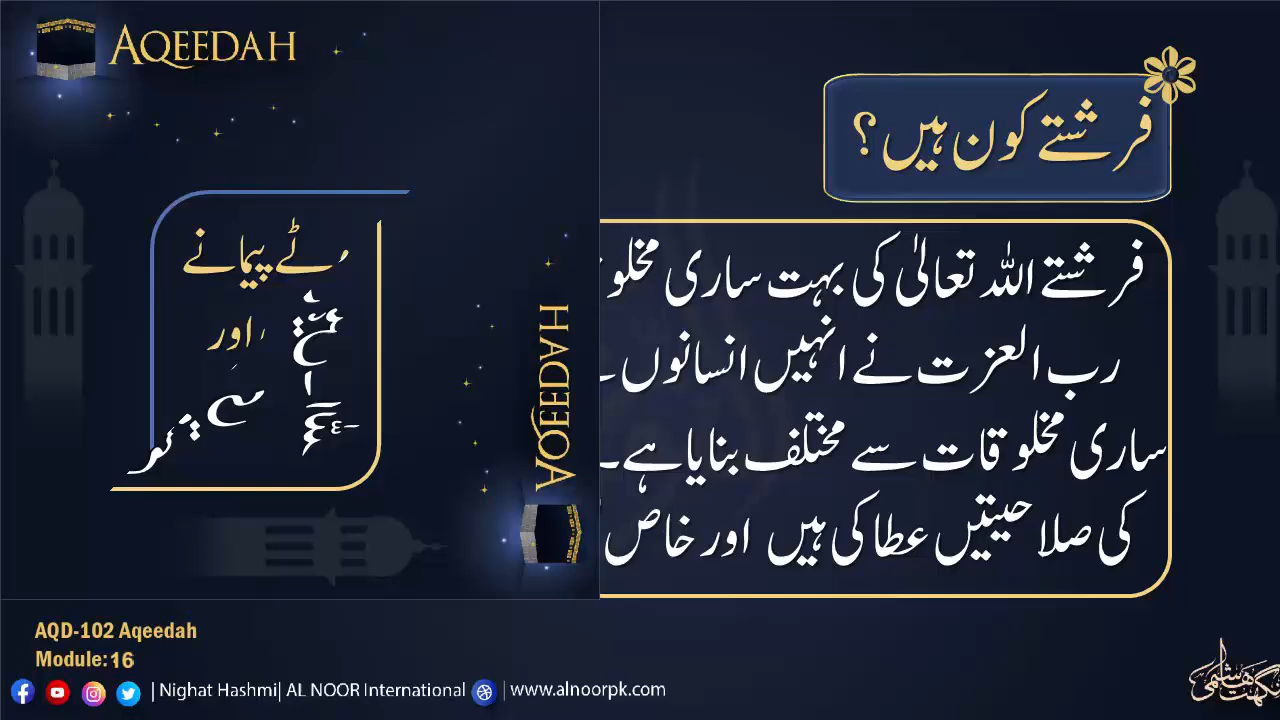 AQEEDAH
فرشتے کون ہیں؟
فرشتے اللہ تعالیٰ کی بہت ساری
رب العزت نے انہیں انسانوں
ساری مخلوقات سے مختلف بنایا ہے۔
کی صلاحیتیں عطا کی ہیں اور خاص
پیمانے
اور
AQEEDAH
AQD-102 Aqeedah
Module:16
| Nighat Hashmi| AL NOOR International | www.alnoorpk.com
نگہت ہاشمی